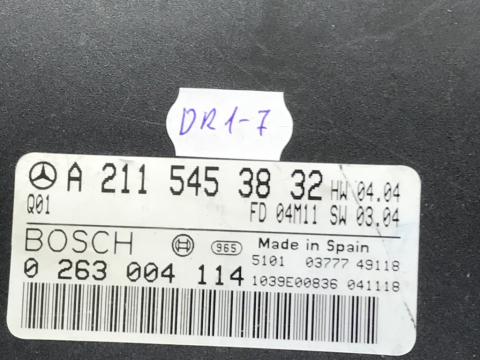 DR1-7
A 211 545 38 32 HW 04.04
Q01 FD 04M11 SW 03.04
BOSCH 965 Made in Spain
5101 03777 49118
0 263 004 114 1039E00836 041118